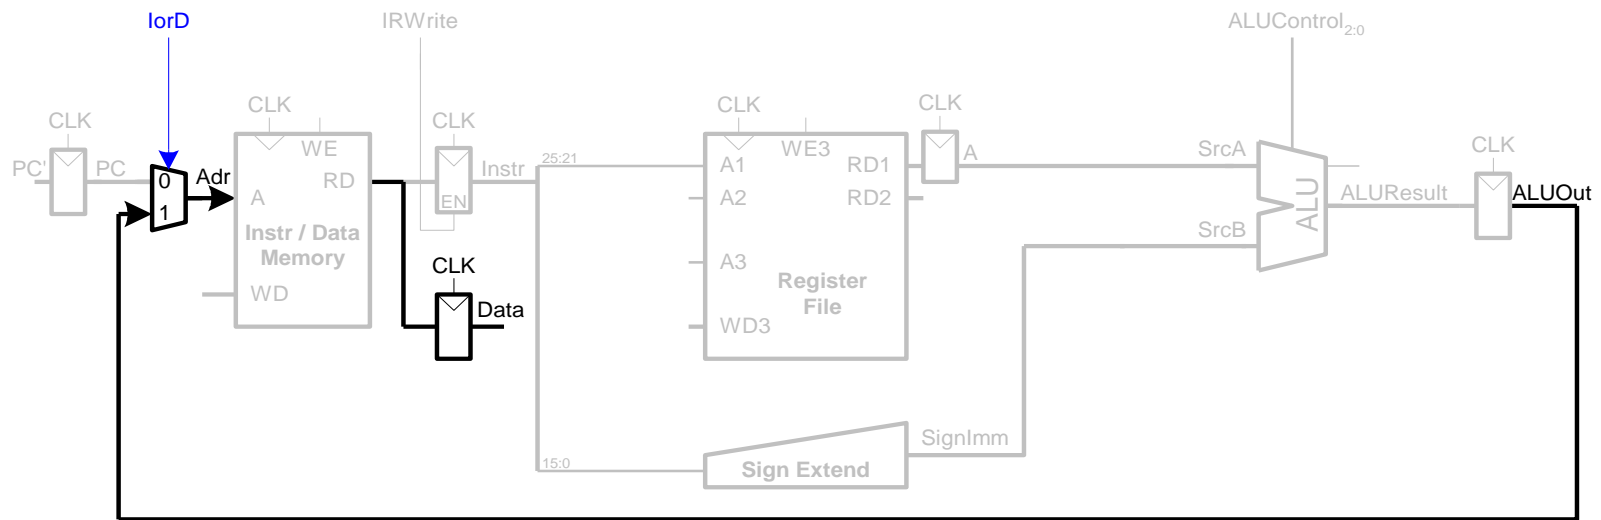 IorD
IRWrite
ALUControl2:0
CLK
CLK
CLK
CLK
CLK
CLK
PC'
PC
0
1
Adr
A
WE
RD
Instr / Data
Memory
WD
EN
Instr
CLK
Data
25:21
15:0
A1
A2
A3
WD3
WE3
RD1
RD2
Register
File
A
Sign Extend
SignImm
SrcA
SrcB
ALU
ALUResult
ALUOut